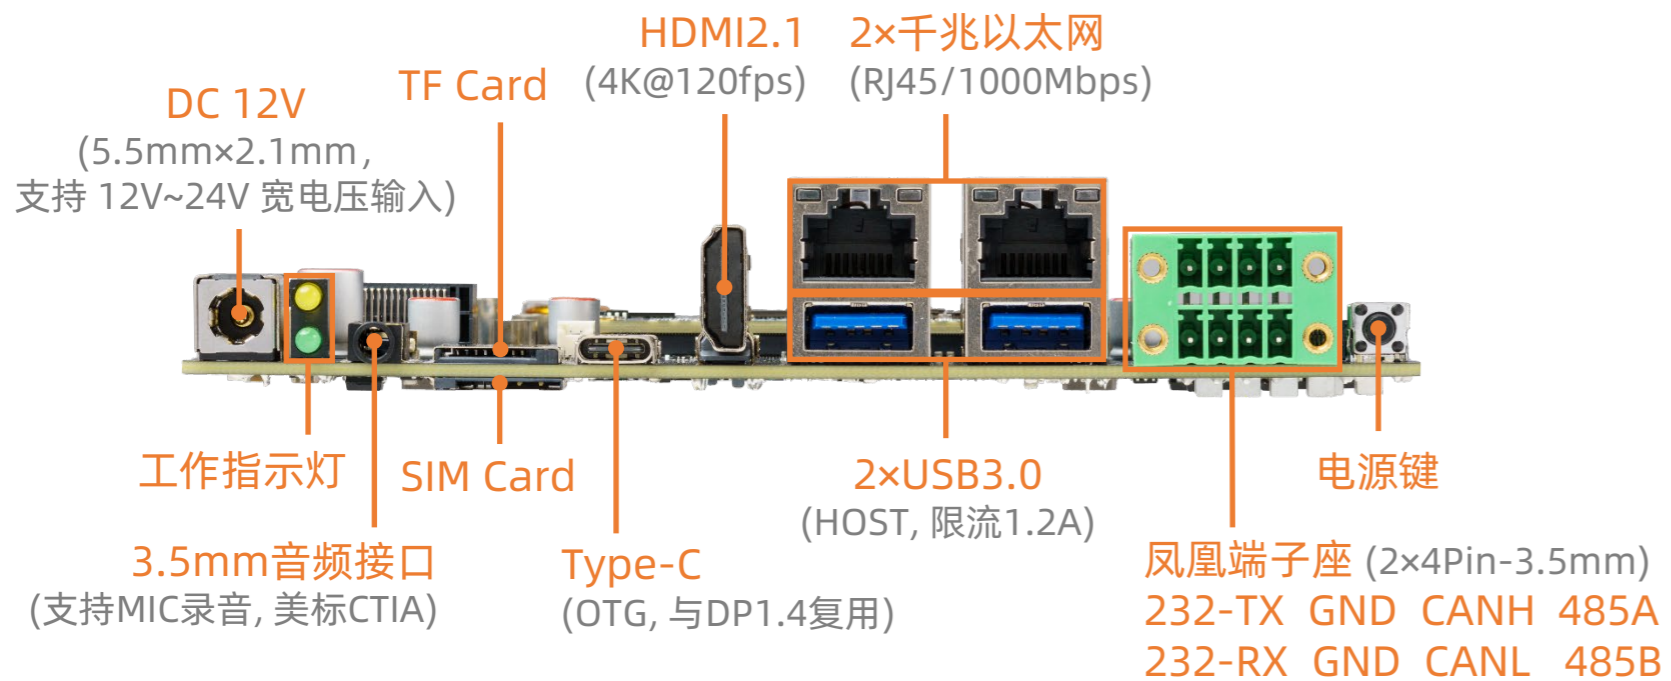 HDMI2.1
(4K@120fps)
2×千兆以太网
(RJ45/1000Mbps)
TF Card
DC 12V
(5.5mm×2.1mm,
支持 12V~24V 宽电压输入)
工作指示灯
SIM Card
2×USB3.0
(HOST, 限流1.2A)
电源键
3.5mm音频接口
(支持MIC录音, 美标CTIA)
Type-C
(OTG, 与DP1.4复用)
凤凰端子座 (2×4Pin-3.5mm)
232-TX GND CANH 485A
232-RX GND CANL 485B